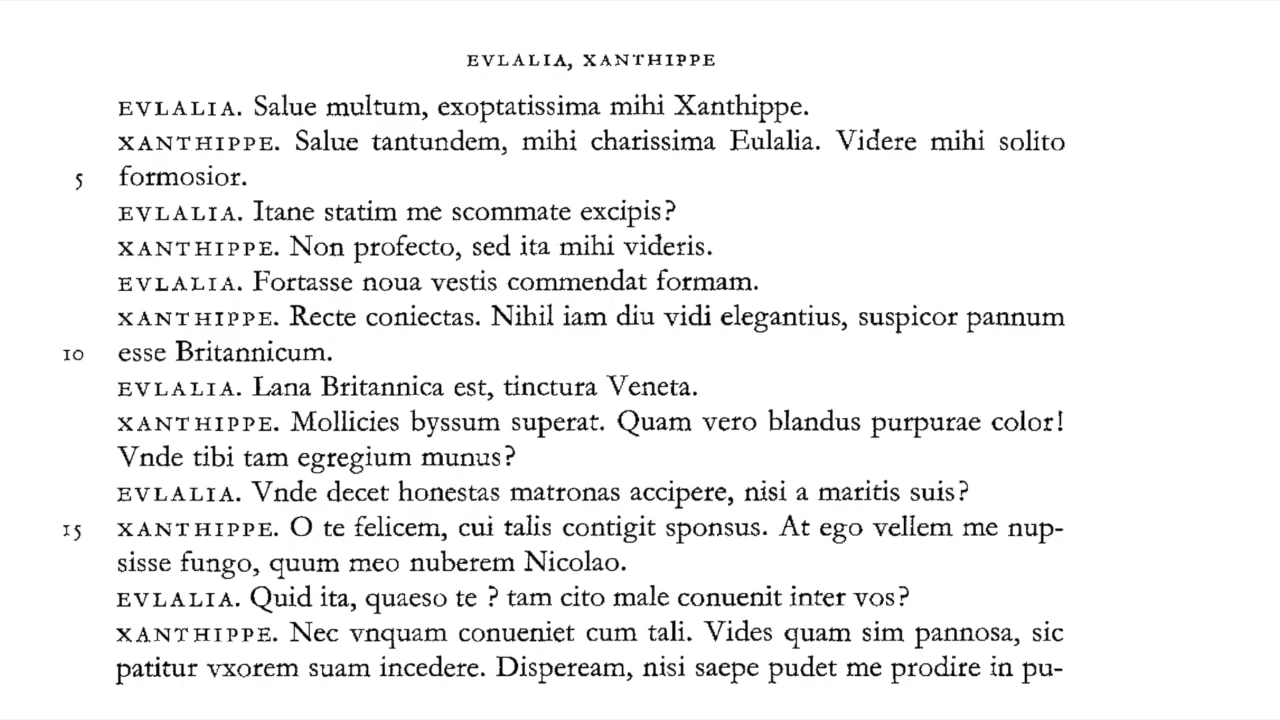 EVLALIA, XANTHIPPE
EVLALIA. Salue multum, exoptatissima mihi Xanthippe.
XANTHIPPE. Salue tantundem, mihi charissima Eulalia. Videre mihi solito
5 formosior.
EVLALIA. Itane statim me scommate excipis?
XANTHIPPE. Non profecto, sed ita mihi videris.
EVLALIA. Fortasse noua vestis commendat formam.
XANTHIPPE. Recte coniectas. Nihil iam diu vidi elegantius, suspicor pannum
10 esse Britannicum.
EVLALIA. Lana Britannica est, tinctura Veneta.
XANTHIPPE. Mollicies byssum superat. Quam vero blandus purpurae color!
Vnde tibi tam egregium munus?
EVLALIA. Vnde decet honestas matronas accipere, nisi a maritis suis?
15 XANTHIPPE. O te felicem, cui talis contigit sponsus. At ego vellem me nup-
sisse fungo, quum meo nuberem Nicolao.
EVLALIA. Quid ita, quaeso te ? tam cito male conuenit inter vos?
XANTHIPPE. Nec vnquam conueniet cum tali. Vides quam sim pannosa, sic
patitur vxorem suam incedere. Dispeream, nisi saepe pudet me prodire in pu-